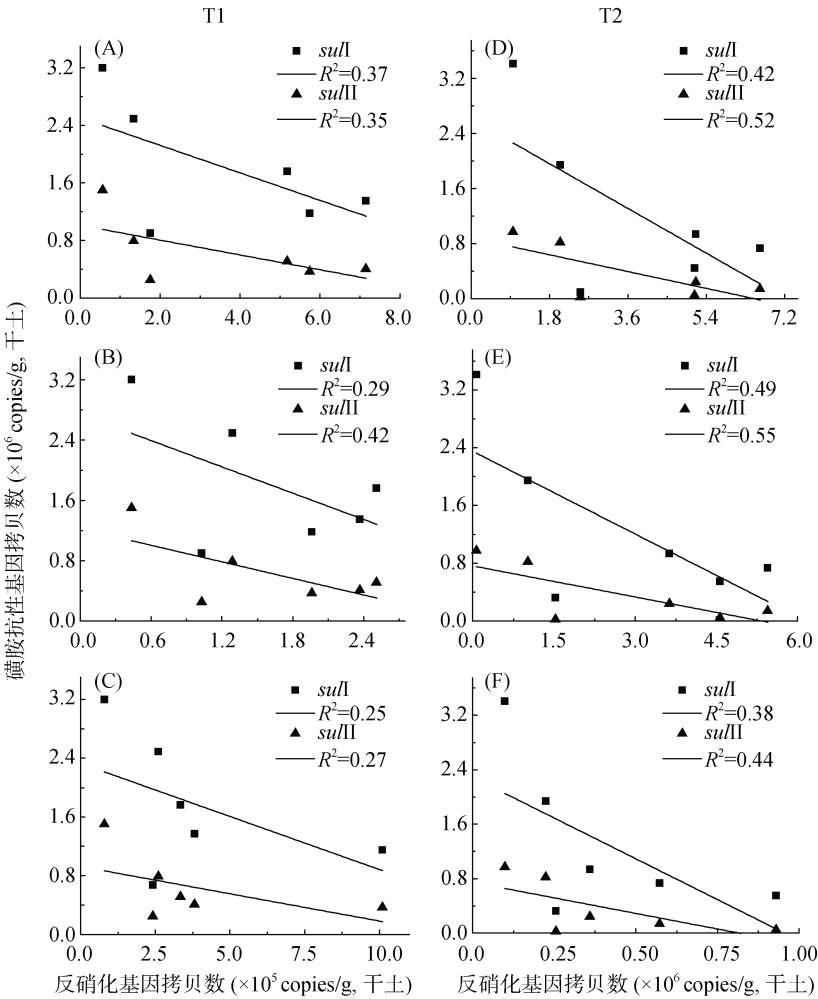 T1
T2
(A)
sulI
R²=0.37
sulII
R²=0.35
3.2
2.4
1.6
0.8
0.0
0.0 2.0 4.0 6.0 8.0
(D)
sulI
R²=0.42
sulII
R²=0.52
3.2
2.4
1.6
0.8
0.0
0.0 1.8 3.6 5.4 7.2
磺胺抗性基因拷贝数 (×10⁶ copies/g, 干土)
(B)
sulI
R²=0.29
sulII
R²=0.42
3.2
2.4
1.6
0.8
0.0
0.0 0.6 1.2 1.8 2.4
(E)
sulI
R²=0.49
sulII
R²=0.55
3.2
2.4
1.6
0.8
0.0
0.0 1.5 3.0 4.5 6.0
(C)
sulI
R²=0.25
sulII
R²=0.27
3.2
2.4
1.6
0.8
0.0
0.0 2.5 5.0 7.5 10.0
反硝化基因拷贝数 (×10⁵ copies/g, 干土)
(F)
sulI
R²=0.38
sulII
R²=0.44
3.2
2.4
1.6
0.8
0.0
0.00 0.25 0.50 0.75 1.00
反硝化基因拷贝数 (×10⁶ copies/g, 干土)